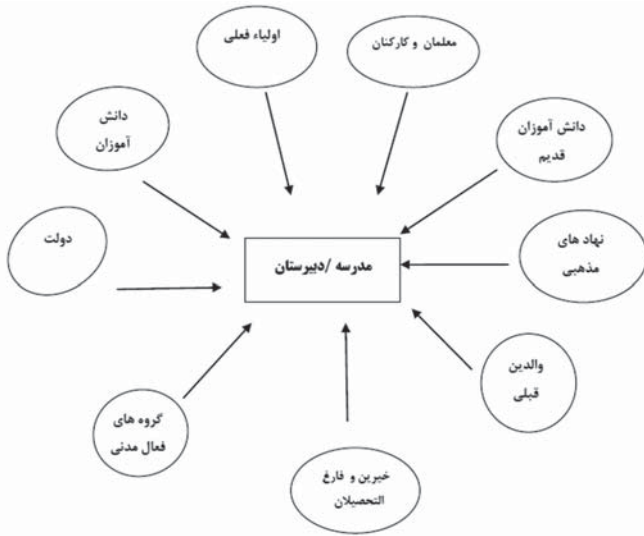 معلمان و کارکنان
اولیاء فعلی
دانش
آموزان
دانش آموزان
قدیم
دولت
نهاد های
مذهبی
مدرسه /دبیرستان
والدین
قبلی
گروه های
فعال مدنی
خیرین و فارغ
التحصیلان